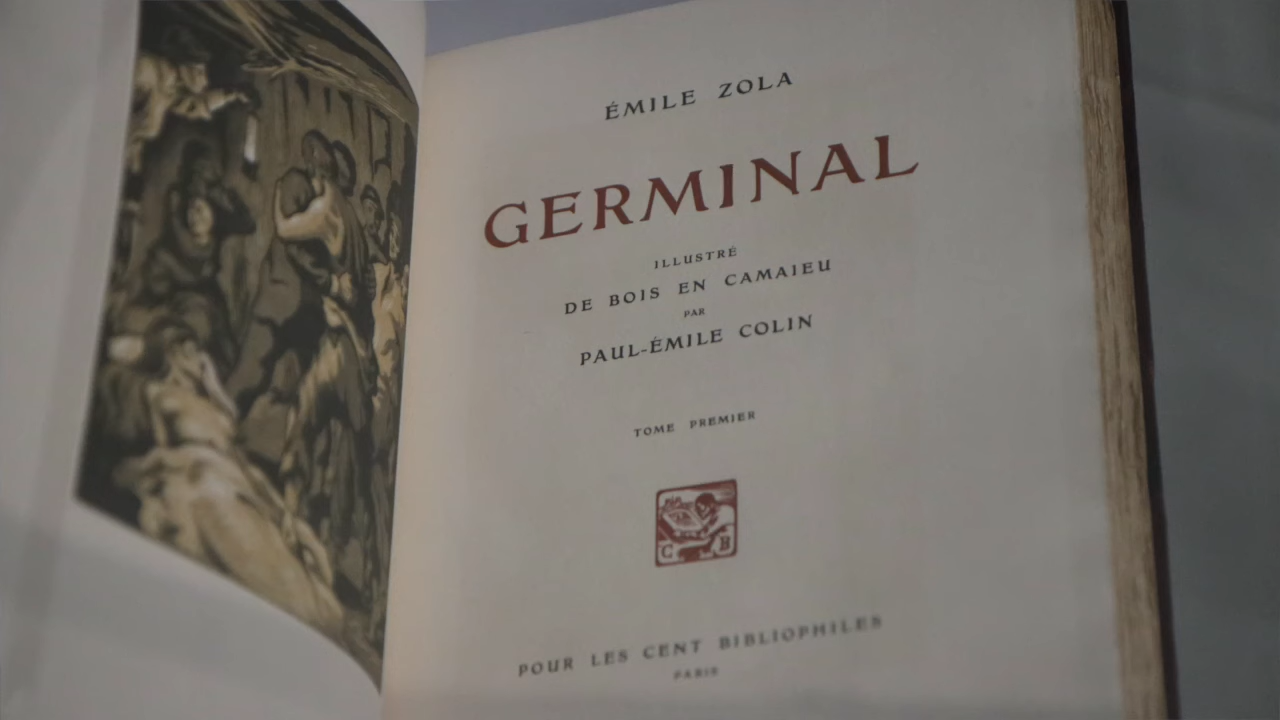 ÉMILE ZOLA
GERMINAL
ILLUSTRÉ
DE BOIS EN CAMAIEU
PAR
PAUL-ÉMILE COLIN
TOME PREMIER
C B
POUR LES CENT BIBLIOPHILES
PARIS